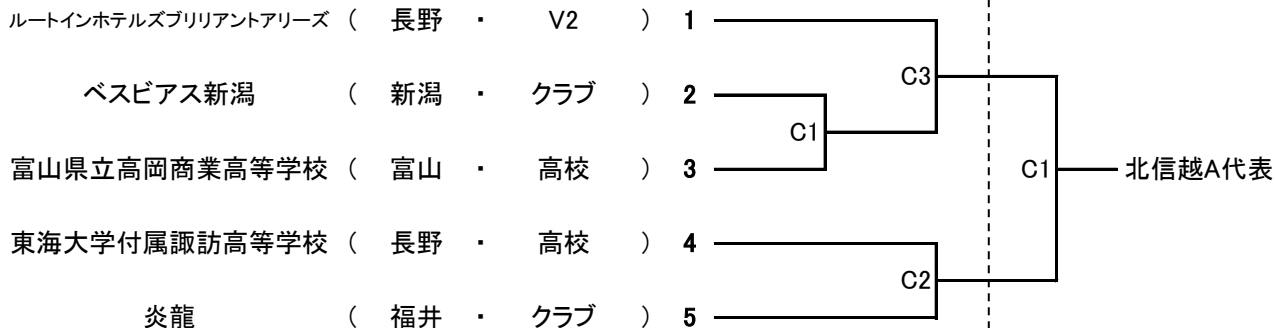 ルートインホテルズブリリアントアリーズ ( 長野 ・ V2 ) 1
C3
ベスビアス新潟 ( 新潟 ・ クラブ ) 2
C1
富山県立高岡商業高等学校 ( 富山 ・ 高校 ) 3
C1 北信越A代表
東海大学付属諏訪高等学校 ( 長野 ・ 高校 ) 4
C2
炎龍 ( 福井 ・ クラブ ) 5